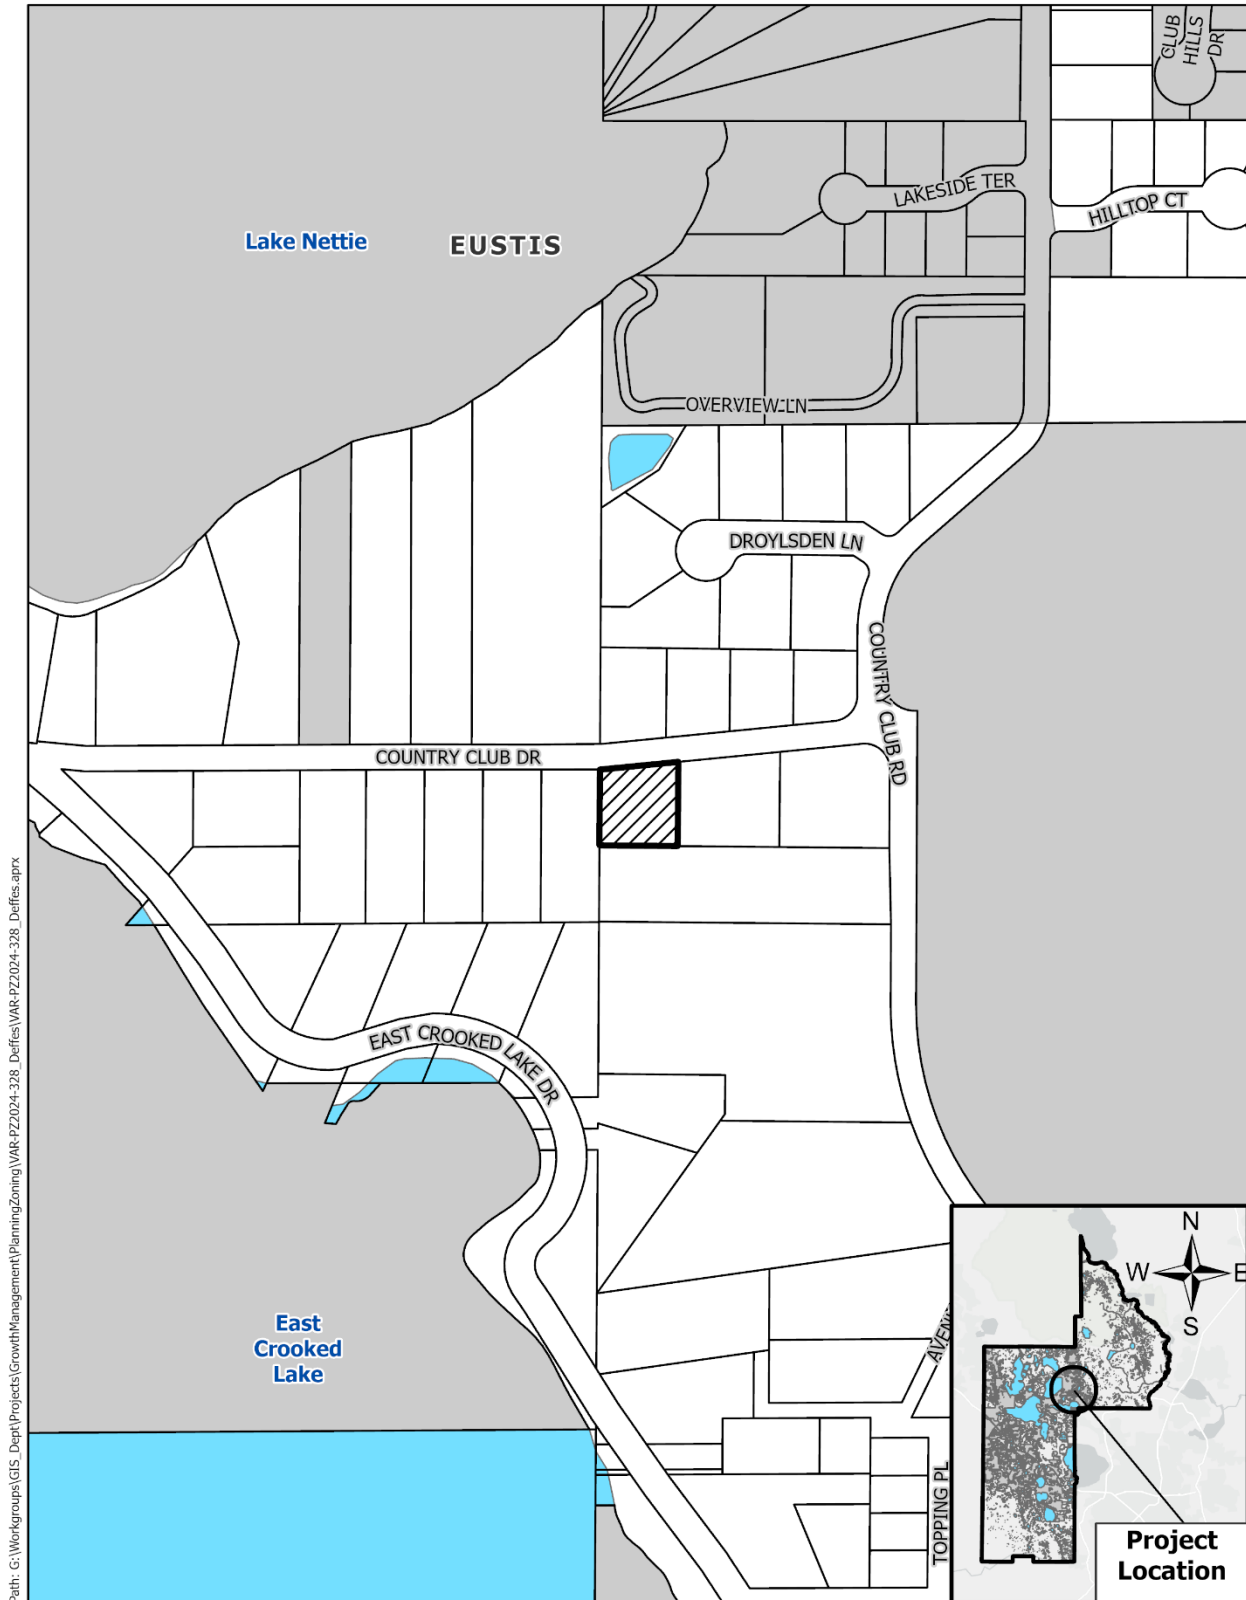 CLUB
HILLS
DR
LAKESIDE TER
HILLTOP CT
Lake Nettie
EUSTIS
OVERVIEW LN
DROYLSDEN LN
COUNTRY CLUB RD
COUNTRY CLUB DR
EAST CROOKED LAKE DR
East
Crooked
Lake
TOPPING PL
N
W
E
S
Project
Location
Path: G:\Workgroups\GIS_Dept\Projects\GrowthManagement\PlanningZoning\VAR-PZ2024-328_Deffes\VAR-PZ2024-328_Deffes.aprx